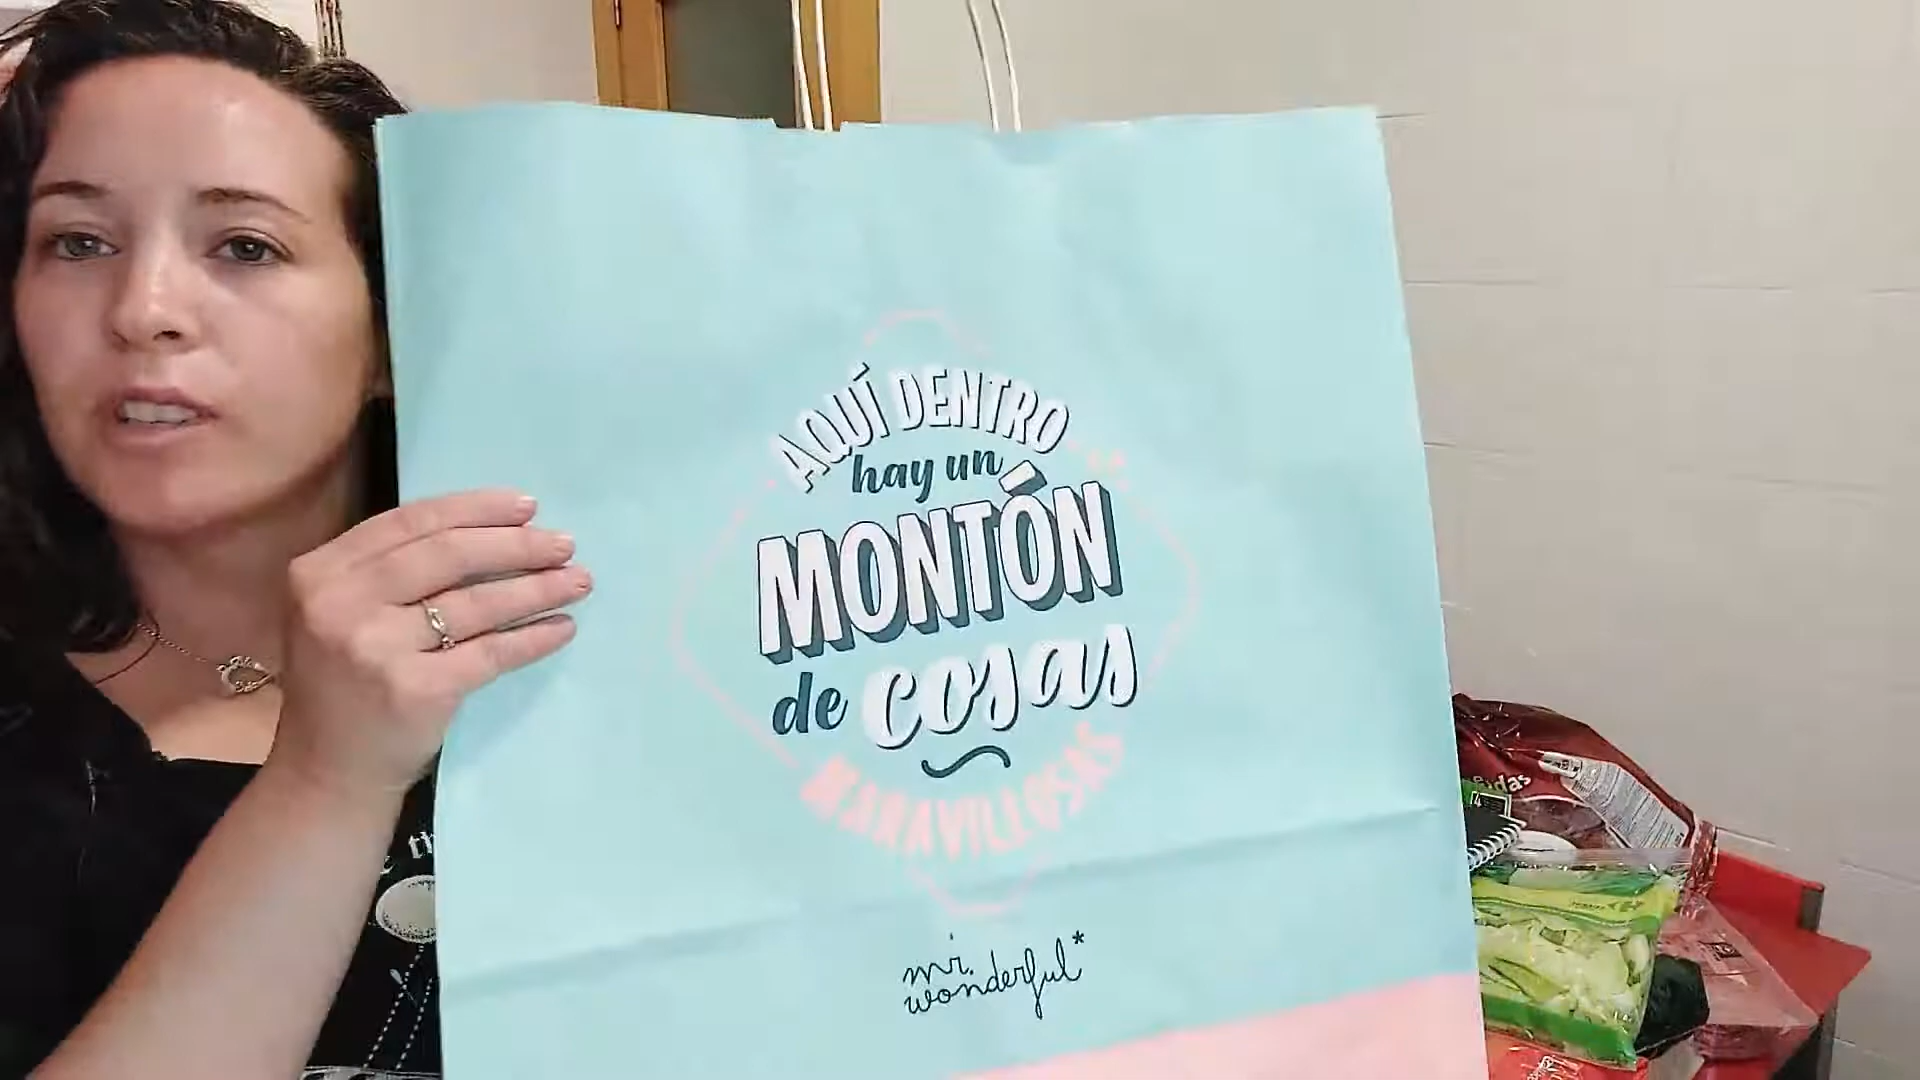 AQUÍ DENTRO
hay un
MONTÓN
de cosas
MARAVILLOSAS
mr.
wonderful*